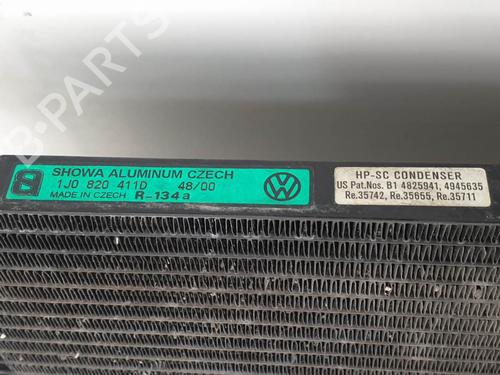 SHOWA ALUMINUM CZECH
1J0 820 411D 48/00
MADE IN CZECH R-134a
HP-SC CONDENSER
US Pat.Nos. B1 4825941, 4945635
Re.35742, Re.35655, Re.35711
B-PARTS